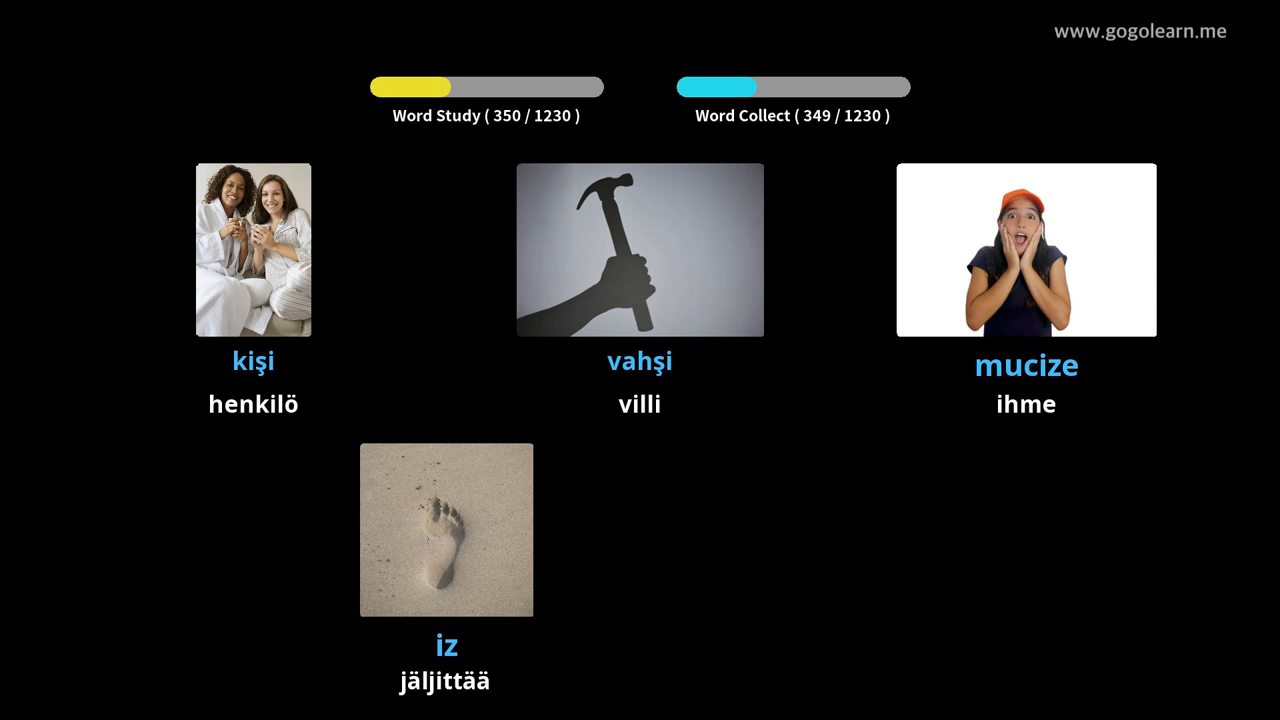 www.gogolearn.me
Word Study ( 350 / 1230 )
Word Collect ( 349 / 1230 )
kişi
henkilö
vahşi
villi
mucize
ihme
iz
jäljittää